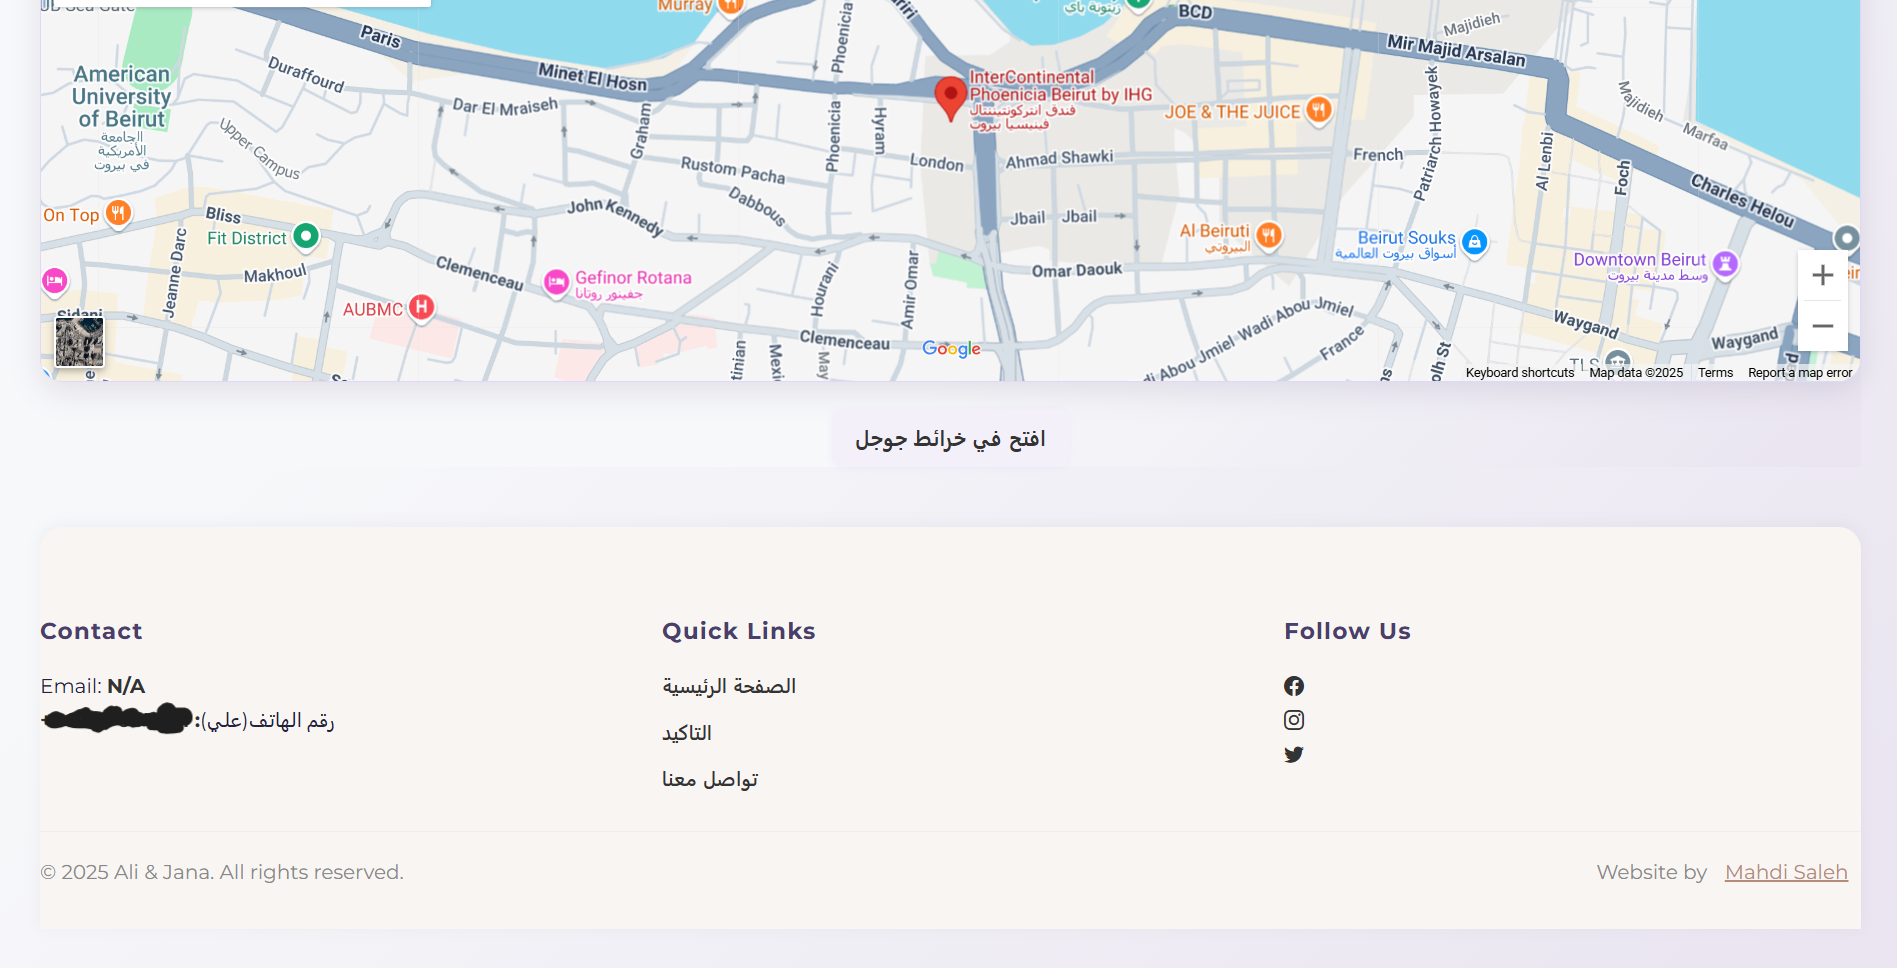 Murray
زيتونة باي
BCD
Majidieh
Paris
Phoenicia
Mir Majid Arsalan
American
University
of Beirut
الجامعة
الأمريكية
في بيروت
Duraffourd
Minet El Hosn
InterContinental
Phoenicia Beirut by IHG
فندق انتركونتيننتال
فينيسيا بيروت
Dar El Mraiseh
JOE & THE JUICE
Majidieh
Marfaa
Upper Campus
Graham
Phoenicia
Hyram
London
Ahmad Shawki
French
Patriarch Howayek
Al Lenbi
Foch
Charles Helou
Rustom Pacha
Dabbous
On Top
Bliss
Fit District
John Kennedy
Jbail Jbail
Al Beiruti
البيروتي
Beirut Souks
أسواق بيروت العالمية
Downtown Beirut
وسط مدينة بيروت
Jeanne Darc
Makhoul
Clemenceau
Gefinor Rotana
جفينور روتانا
Hourani
Amir Omar
Omar Daouk
AUBMC
Sidani
Clemenceau
Google
Wadi Abou Jmiel
France
Waygand
Waygand
TLS
Keyboard shortcuts
Map data ©2025
Terms
Report a map error
افتح في خرائط جوجل
Contact
Email: N/A
رقم الهاتف(علي):
Quick Links
الصفحة الرئيسية
التاكيد
تواصل معنا
Follow Us
© 2025 Ali & Jana. All rights reserved.
Website by Mahdi Saleh